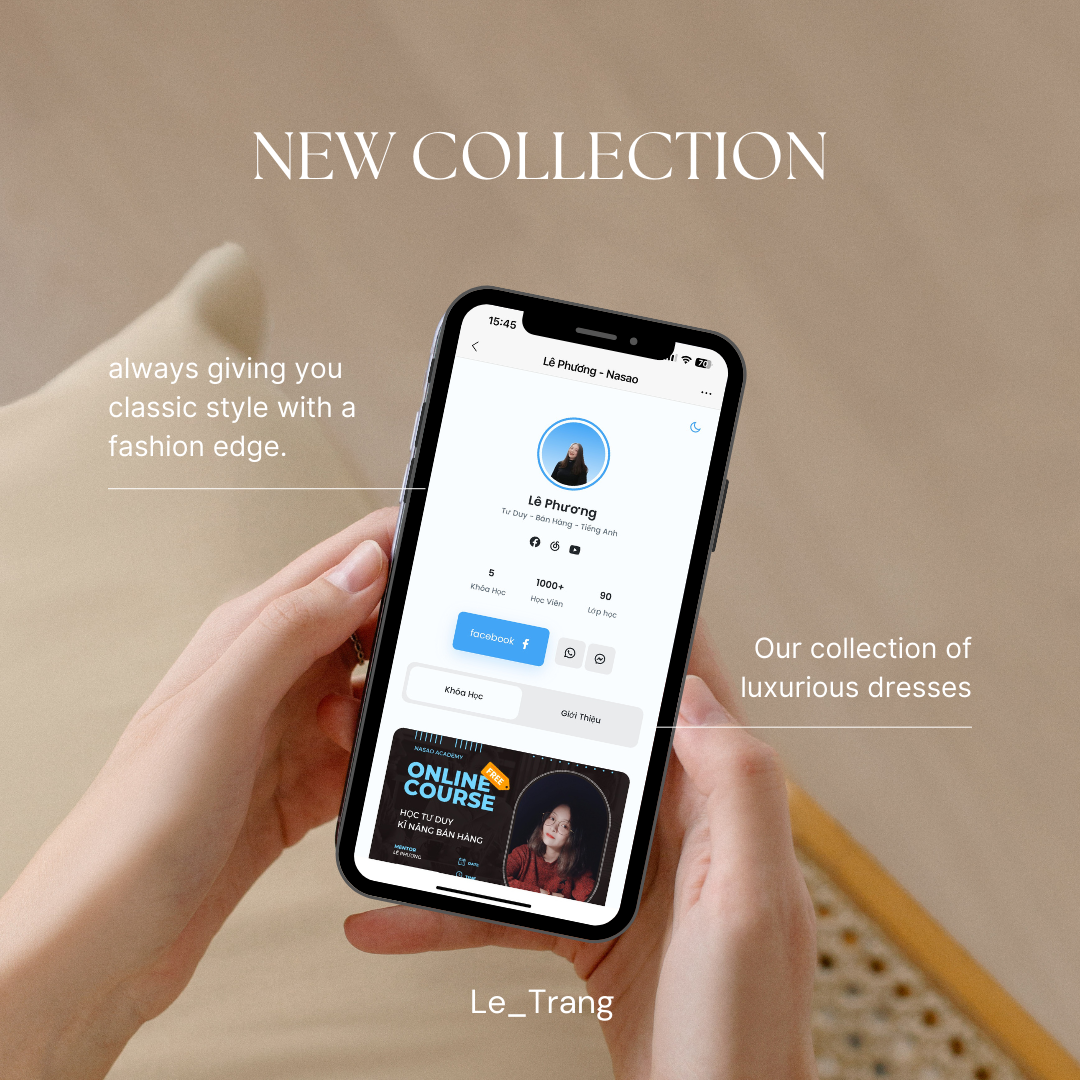 NEW COLLECTION
always giving you
classic style with a
fashion edge.
15:45
70
Lê Phương - Nasao
Lê Phương
Tư Duy - Bán Hàng - Tiếng Anh
5
Khóa Học
1000+
Học Viên
90
Lớp học
facebook
Khóa Học
Giới Thiệu
NASAO ACADEMY
ONLINE
COURSE
FREE
HỌC TƯ DUY
KĨ NĂNG BÁN HÀNG
MENTOR
LÊ PHƯƠNG
DATE
TIME
Our collection of
luxurious dresses
Le_Trang